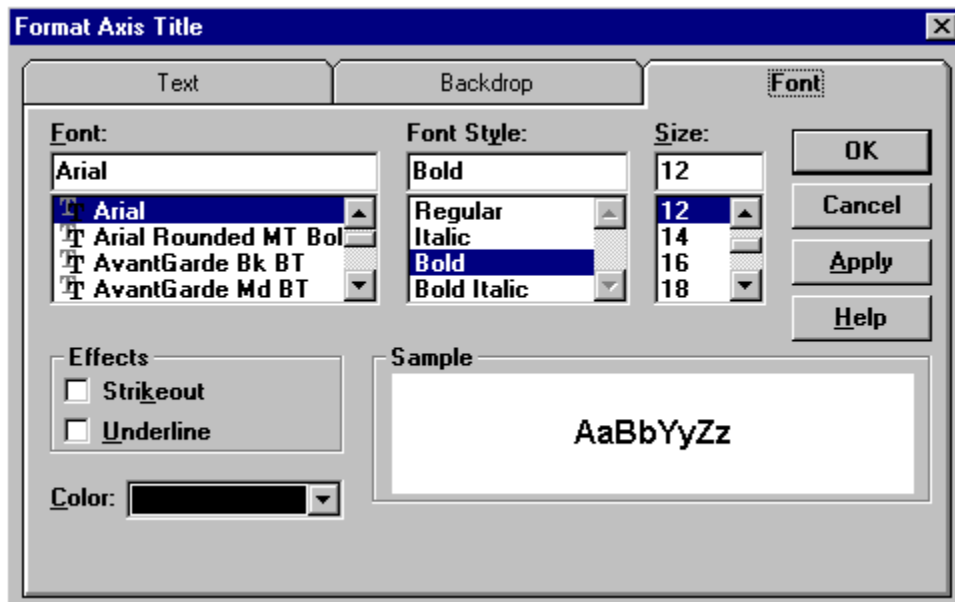 Format Axis Title
Text Backdrop Font
Font: Font Style: Size:
Arial Bold 12
Arial Regular 12
Arial Rounded MT Bol Italic 14
AvantGarde Bk BT Bold 16
AvantGarde Md BT Bold Italic 18
OK
Cancel
Apply
Help
Effects
Strikeout
Underline
Color:
Sample
AaBbYyZz